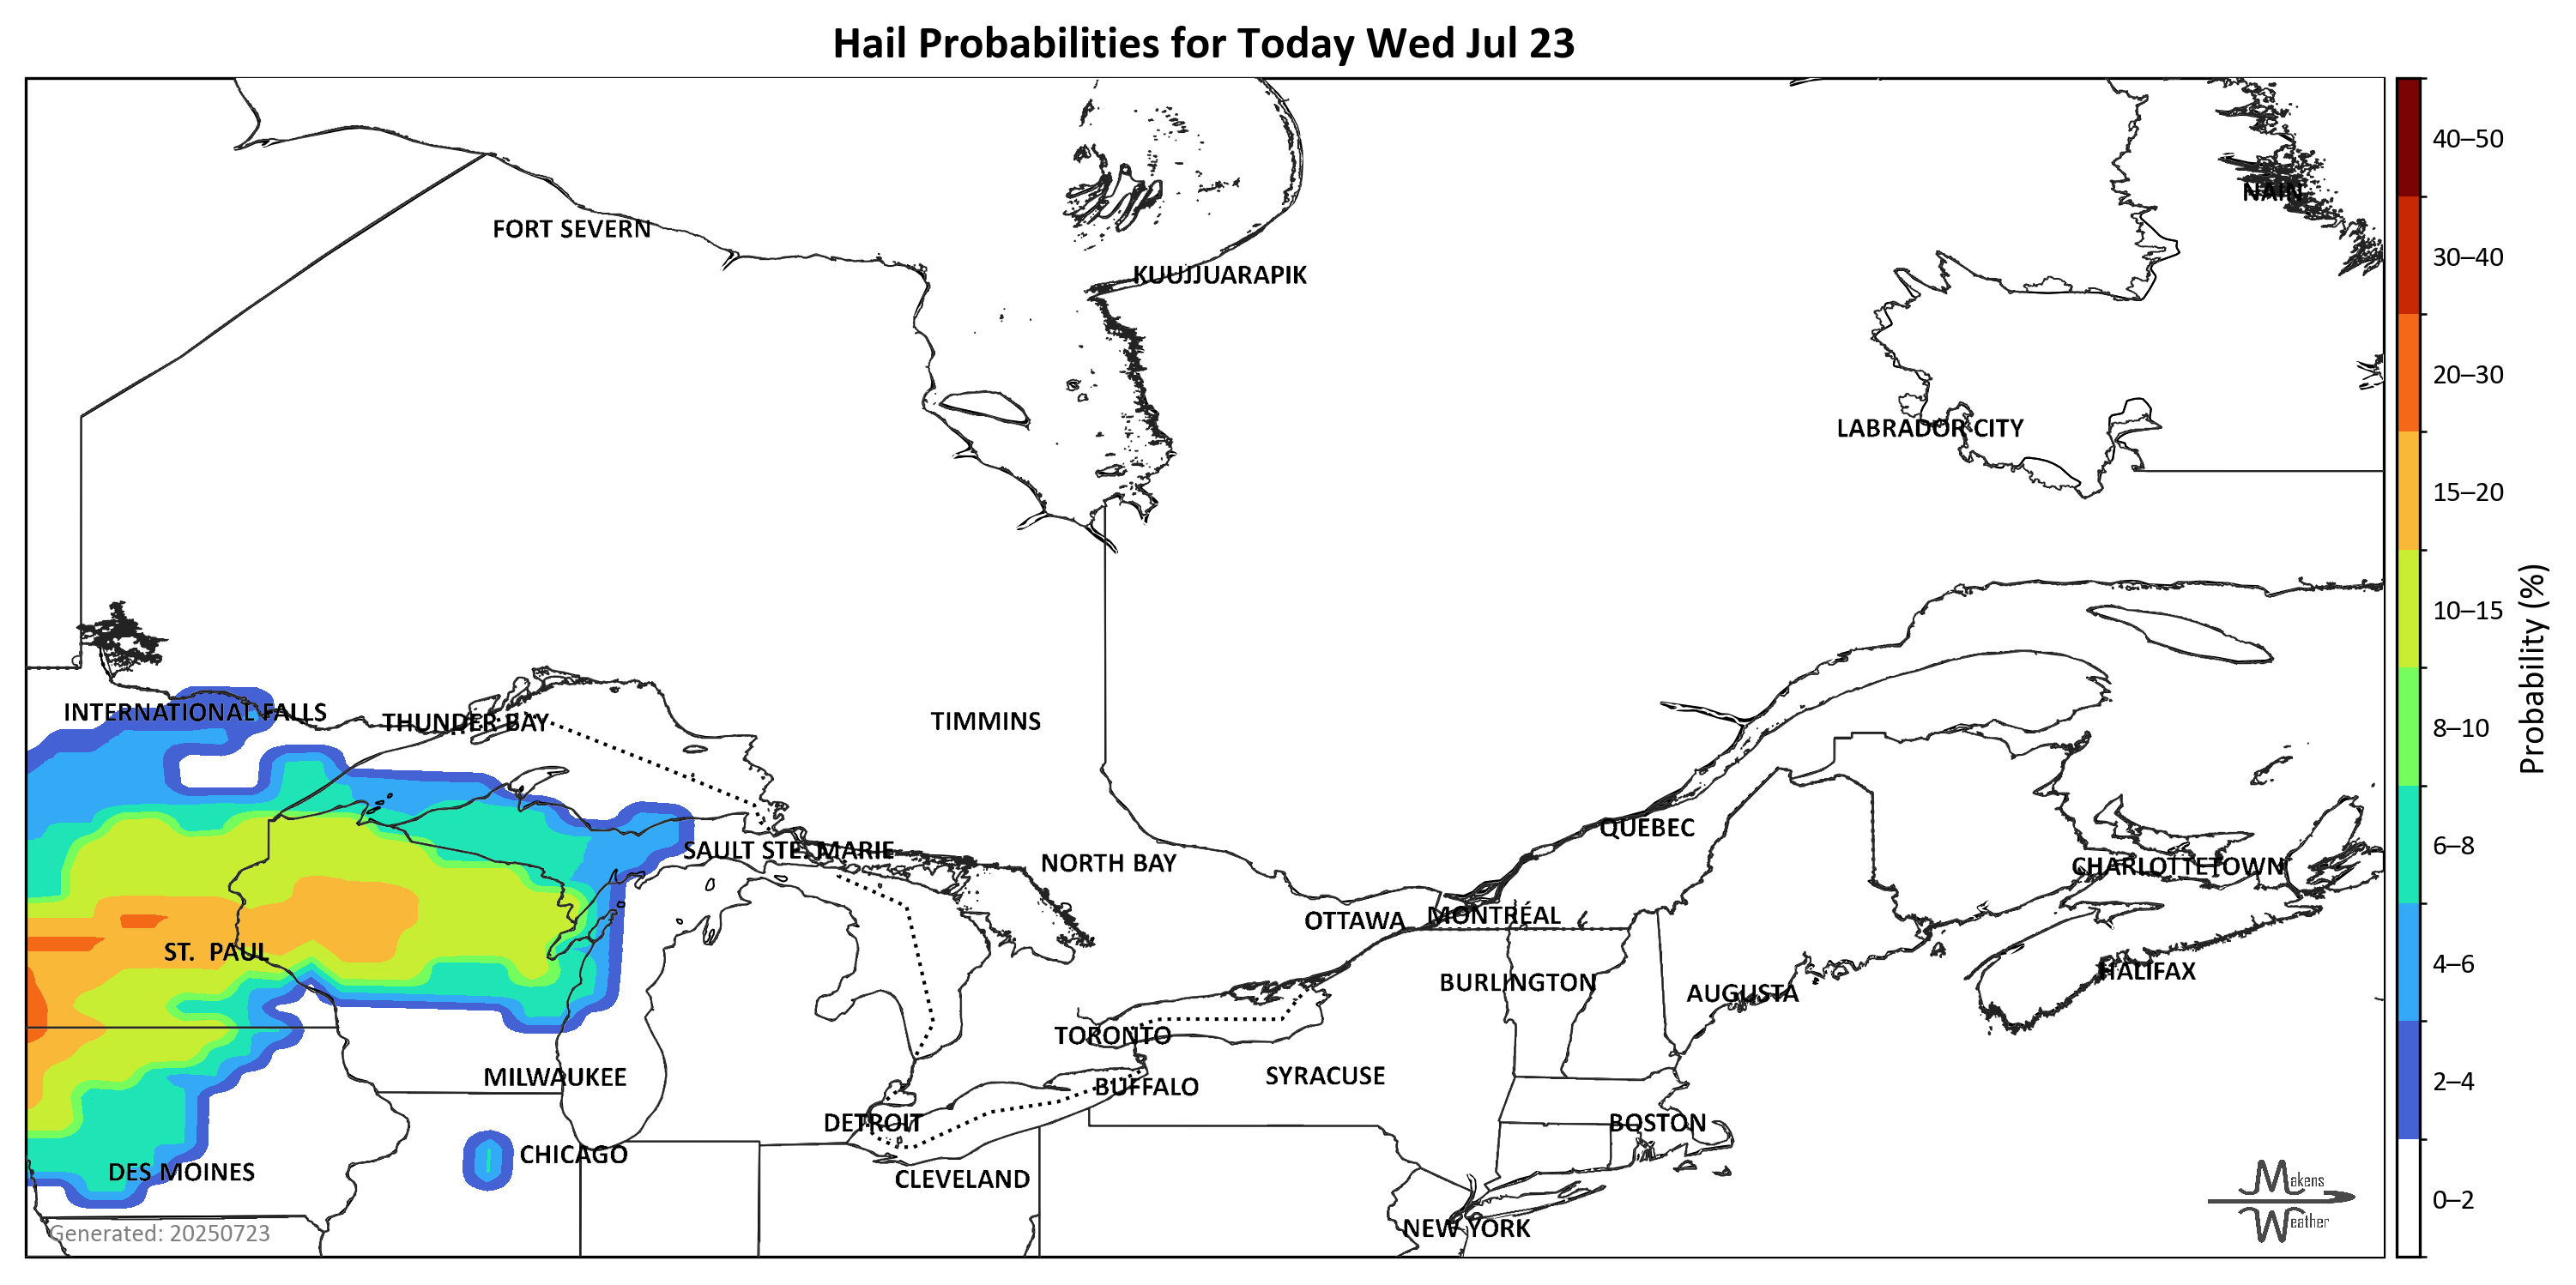 Hail Probabilities for Today Wed Jul 23
40–50
NAIN
FORT SEVERN
30–40
KUUJJUARAPIK
20–30
LABRADOR CITY
15–20
10–15
Probability (%)
INTERNATIONAL FALLS
THUNDER BAY
TIMMINS
8–10
QUEBEC
6–8
SAULT STE. MARIE
NORTH BAY
CHARLOTTETOWN
OTTAWA
MONTRÉAL
ST.  PAUL
4–6
HALIFAX
BURLINGTON
AUGUSTA
TORONTO
MILWAUKEE
SYRACUSE
2–4
BUFFALO
DETROIT
BOSTON
CHICAGO
DES MOINES
CLEVELAND
Makens
Weather
0–2
NEW YORK
Generated: 20250723